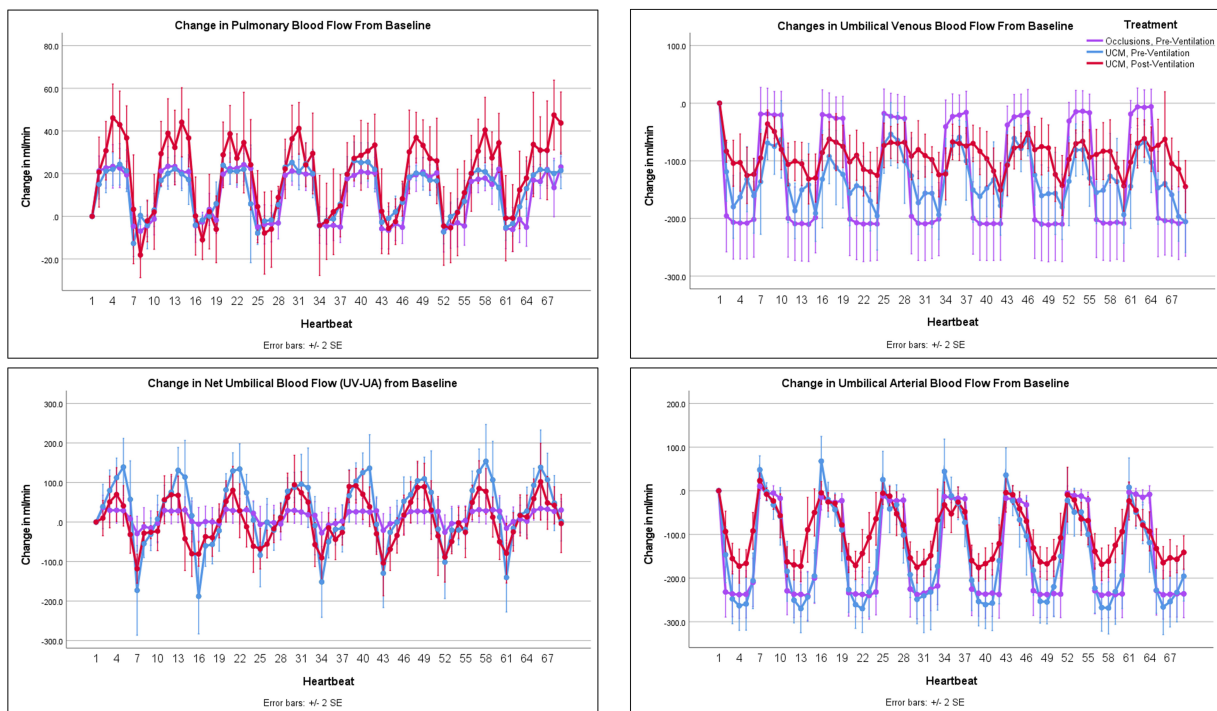 Change in Pulmonary Blood Flow From Baseline
80.0
60.0
40.0
20.0
.0
-20.0
Change in ml/min
1 4 7 10 13 16 19 22 25 28 31 34 37 40 43 46 49 52 55 58 61 64 67
Heartbeat
Error bars: +/- 2 SE
Changes in Umbilical Venous Blood Flow From Baseline
Treatment
Occlusions, Pre-Ventilation
UCM, Pre-Ventilation
UCM, Post-Ventilation
100.0
.0
-100.0
-200.0
-300.0
Change in ml/min
1 4 7 10 13 16 19 22 25 28 31 34 37 40 43 46 49 52 55 58 61 64 67
Heartbeat
Error bars: +/- 2 SE
Change in Net Umbilical Blood Flow (UV-UA) from Baseline
300.0
200.0
100.0
.0
-100.0
-200.0
-300.0
Change in ml/min
1 4 7 10 13 16 19 22 25 28 31 34 37 40 43 46 49 52 55 58 61 64 67
Heartbeat
Error bars: +/- 2 SE
Change in Umbilical Arterial Blood Flow From Baseline
200.0
100.0
.0
-100.0
-200.0
-300.0
Change in ml/min
1 4 7 10 13 16 19 22 25 28 31 34 37 40 43 46 49 52 55 58 61 64 67
Heartbeat
Error bars: +/- 2 SE